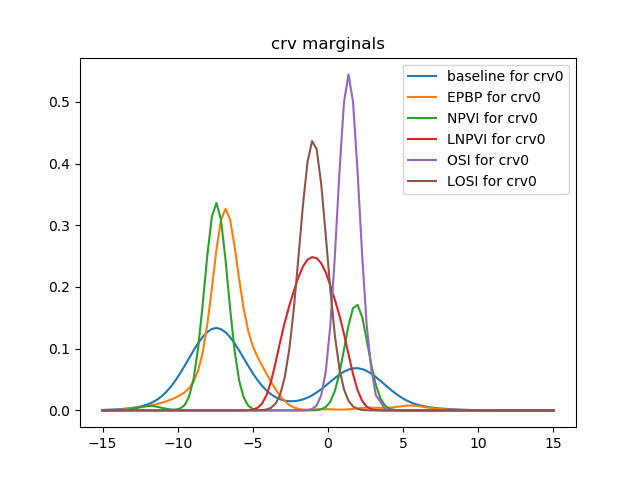 crv marginals
baseline for crv0
EPBP for crv0
NPVI for crv0
LNPVI for crv0
OSI for crv0
LOSI for crv0
0.5
0.4
0.3
0.2
0.1
0.0
−15 −10 −5 0 5 10 15